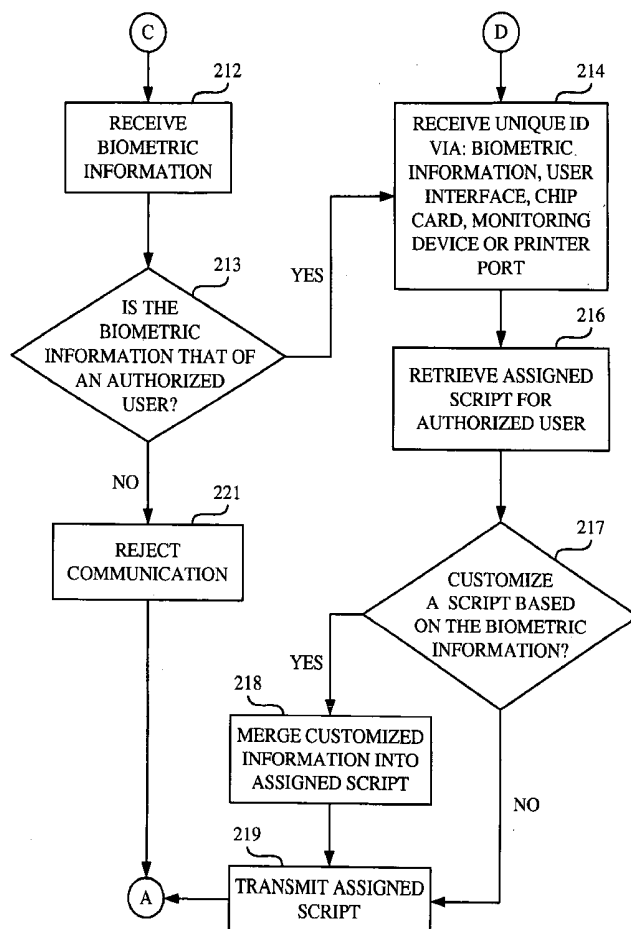 C
212
RECEIVE
BIOMETRIC
INFORMATION
213
IS THE
BIOMETRIC
INFORMATION THAT OF
AN AUTHORIZED
USER?
YES
NO
221
REJECT
COMMUNICATION
A
D
214
RECEIVE UNIQUE ID
VIA: BIOMETRIC
INFORMATION, USER
INTERFACE, CHIP
CARD, MONITORING
DEVICE OR PRINTER
PORT
216
RETRIEVE ASSIGNED
SCRIPT FOR
AUTHORIZED USER
217
CUSTOMIZE
A SCRIPT BASED
ON THE BIOMETRIC
INFORMATION?
YES
218
MERGE CUSTOMIZED
INFORMATION INTO
ASSIGNED SCRIPT
NO
219
TRANSMIT ASSIGNED
SCRIPT